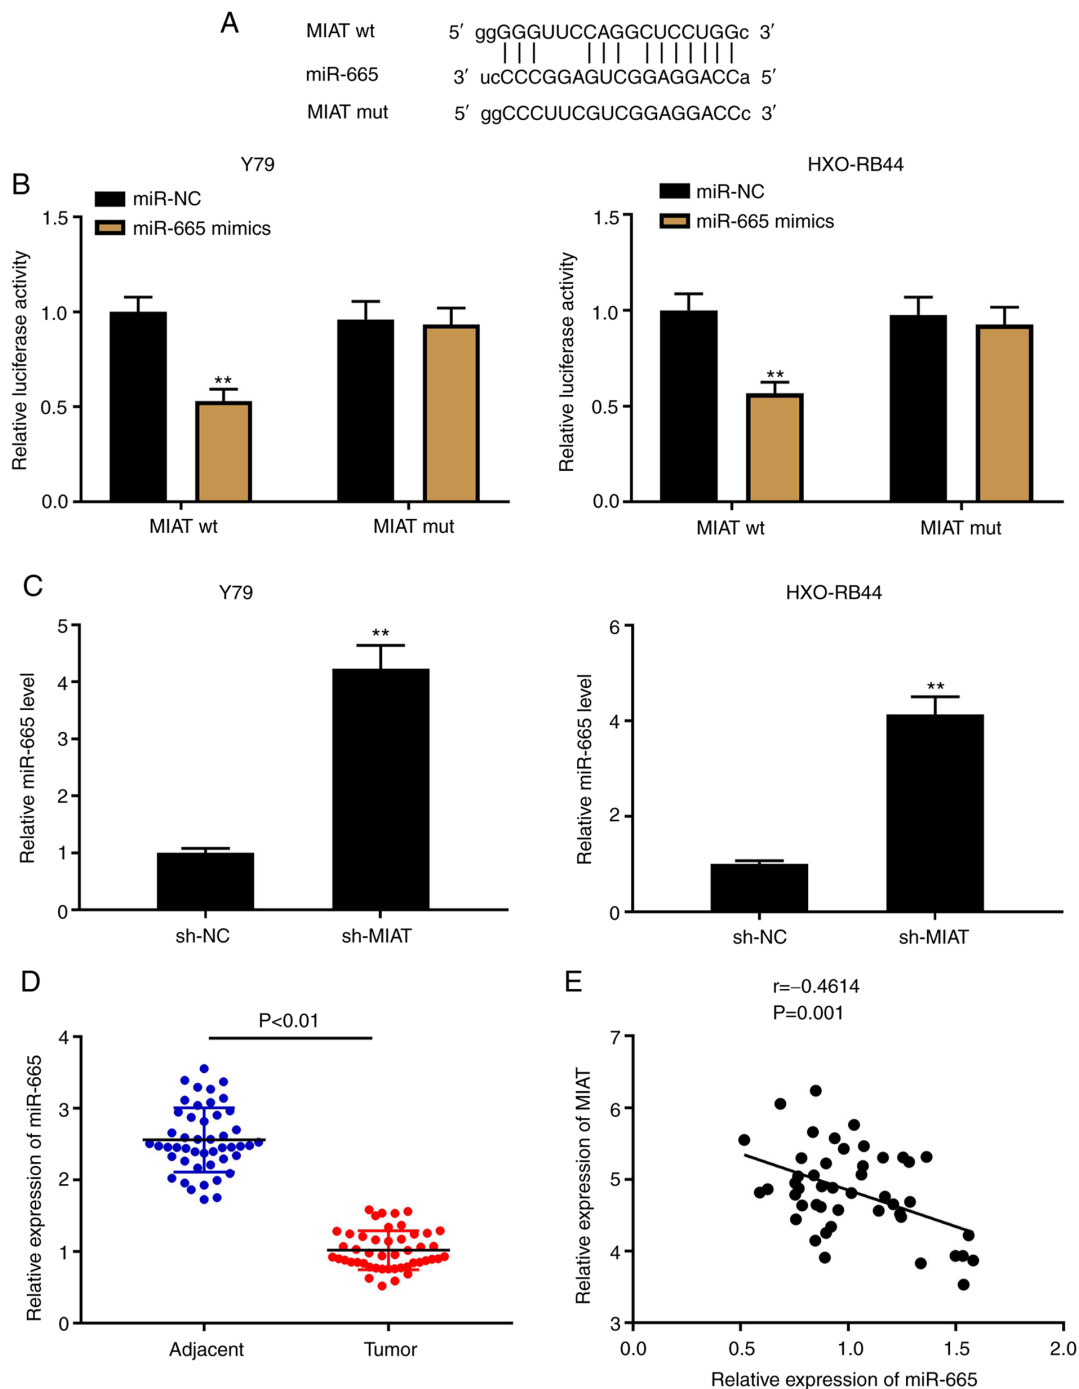 A
MIAT wt 5′ ggGGGUUCCAGGCUCCUGGc 3′
miR-665 3′ ucCCCGGAGUCGGAGGACCa 5′
MIAT mut 5′ ggCCCUUCGUCGGAGGACCc 3′
B
Y79
miR-NC
miR-665 mimics
Relative luciferase activity
1.5
1.0
0.5
0.0
**
MIAT wt MIAT mut
HXO-RB44
miR-NC
miR-665 mimics
Relative luciferase activity
1.5
1.0
0.5
0.0
**
MIAT wt MIAT mut
C
Y79
Relative miR-665 level
5
4
3
2
1
0
**
sh-NC sh-MIAT
HXO-RB44
Relative miR-665 level
6
4
2
0
**
sh-NC sh-MIAT
D
P<0.01
Relative expression of miR-665
4
3
2
1
0
Adjacent Tumor
E
r=−0.4614
P=0.001
Relative expression of MIAT
7
6
5
4
3
0.0 0.5 1.0 1.5 2.0
Relative expression of miR-665